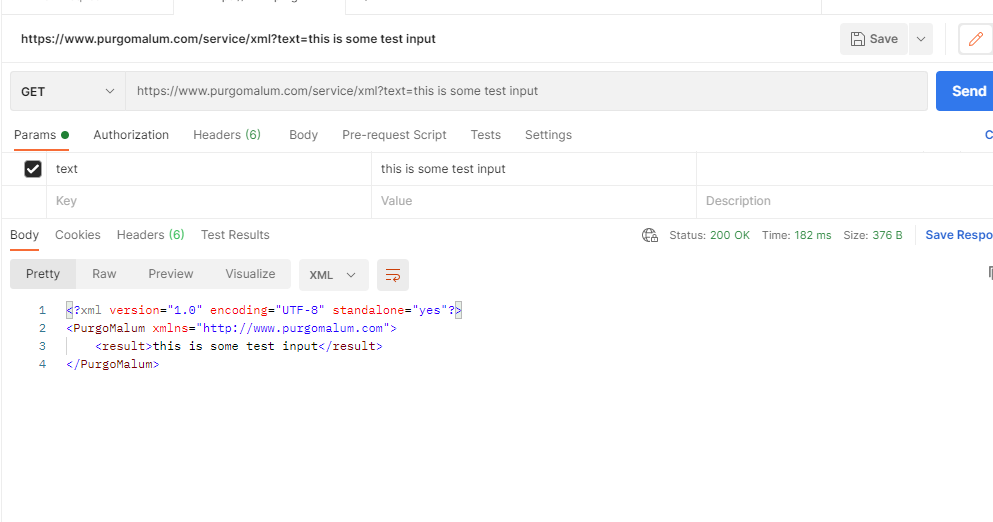 https://www.purgomalum.com/service/xml?text=this is some test input
Save
GET
https://www.purgomalum.com/service/xml?text=this is some test input
Send
Params Authorization Headers (6) Body Pre-request Script Tests Settings
text this is some test input
Key Value Description
Body Cookies Headers (6) Test Results Status: 200 OK Time: 182 ms Size: 376 B Save Respo
Pretty Raw Preview Visualize XML
1 <?xml version="1.0" encoding="UTF-8" standalone="yes"?>
2 <PurgoMalum xmlns="http://www.purgomalum.com">
3 <result>this is some test input</result>
4 </PurgoMalum>